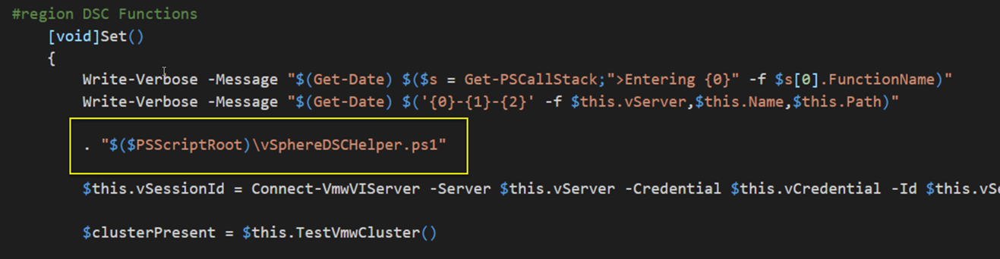 #region DSC Functions
[void]Set()
{
Write-Verbose -Message "$(Get-Date) $($s = Get-PSCallStack;">Entering {0}" -f $s[0].FunctionName)"
Write-Verbose -Message "$(Get-Date) $('{0}-{1}-{2}' -f $this.vServer,$this.Name,$this.Path)"
. "$($PSScriptRoot)\vSphereDSCHelper.ps1"
$this.vSessionId = Connect-VmwVIServer -Server $this.vServer -Credential $this.vCredential -Id $this.vSe
$clusterPresent = $this.TestVmwCluster()